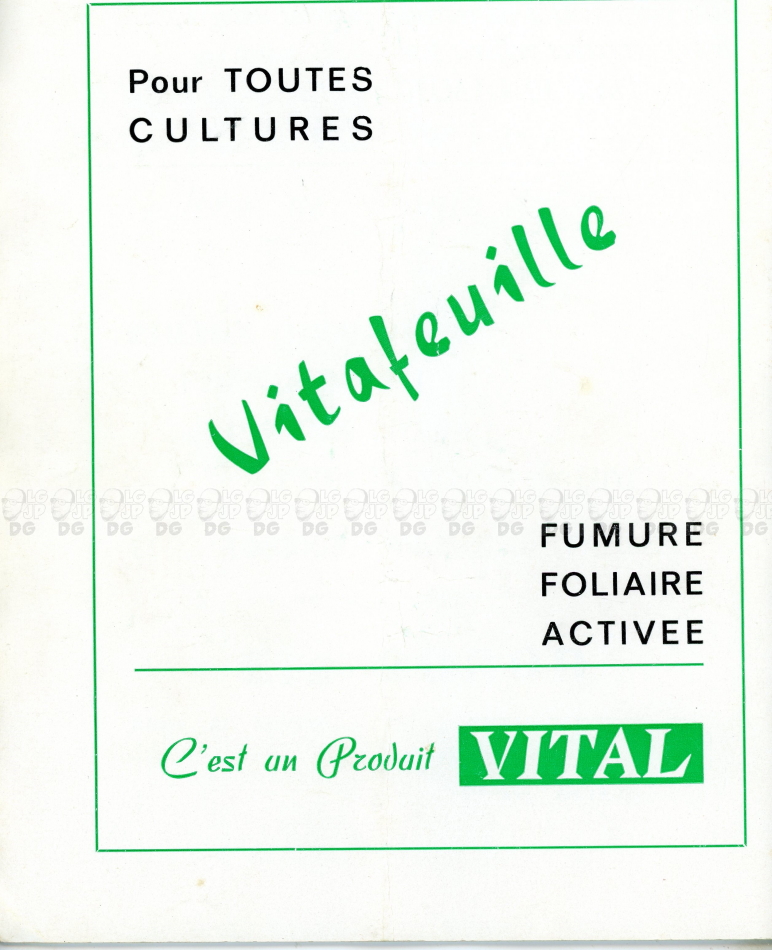 Pour TOUTES
CULTURES
Vitafeuille
FUMURE
FOLIAIRE
ACTIVEE
C'est un Produit VITAL